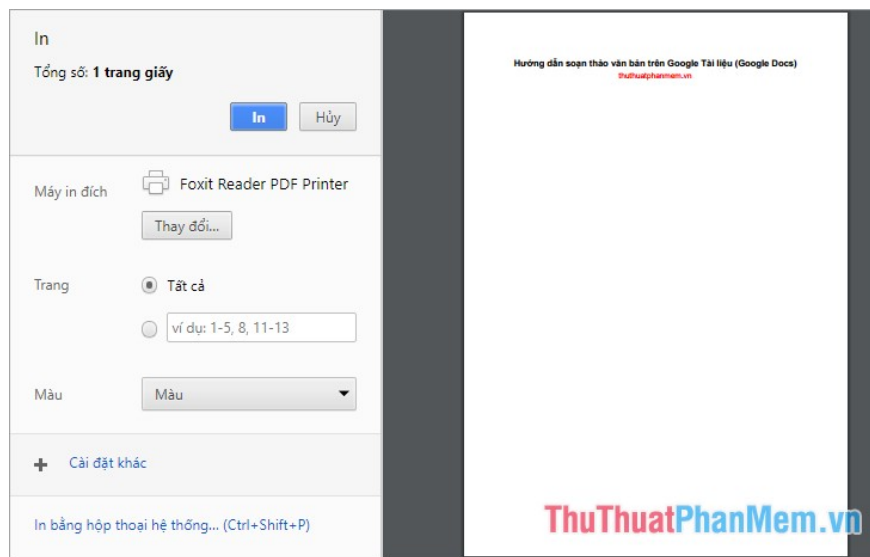 In
Tổng số: 1 trang giấy
In
Hủy
Máy in đích
Foxit Reader PDF Printer
Thay đổi...
Trang
Tất cả
ví dụ: 1-5, 8, 11-13
Màu
Màu
Cài đặt khác
In bằng hộp thoại hệ thống... (Ctrl+Shift+P)
Hướng dẫn soạn thảo văn bản trên Google Tài liệu (Google Docs)
thuthuatphanmem.vn
ThuThuatPhanMem.vn